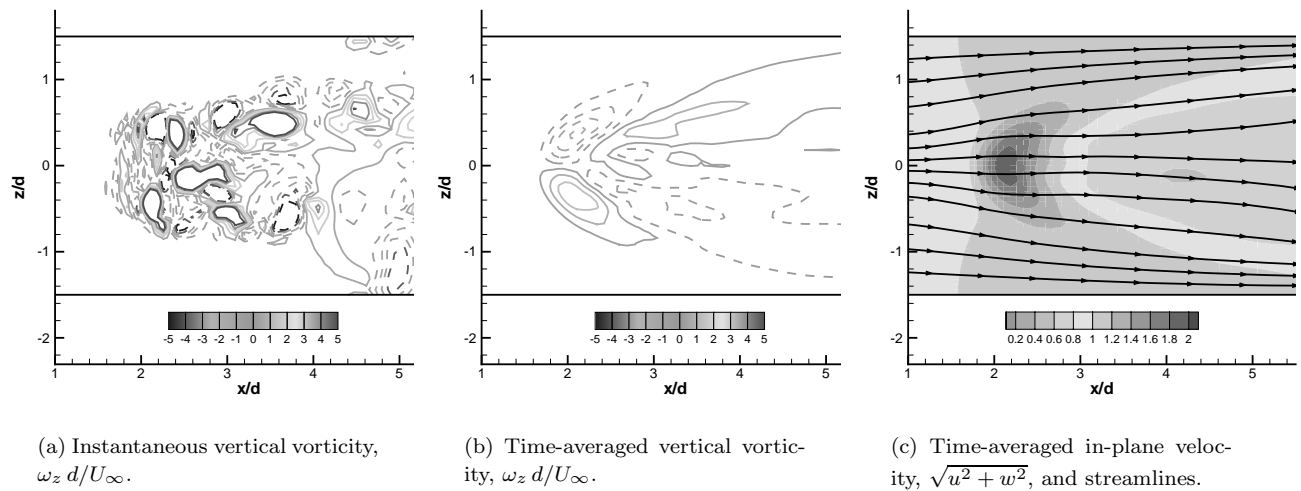 z/d
1
0
-1
-2
-5 -4 -3 -2 -1 0 1 2 3 4 5
1 2 3 4 5
x/d
z/d
1
0
-1
-2
-5 -4 -3 -2 -1 0 1 2 3 4 5
1 2 3 4 5
x/d
z/d
1
0
-1
-2
0.2 0.4 0.6 0.8 1 1.2 1.4 1.6 1.8 2
1 2 3 4 5
x/d
(a) Instantaneous vertical vorticity,
ω_z d/U_∞.
(b) Time-averaged vertical vortic-
ity, ω_z d/U_∞.
(c) Time-averaged in-plane veloc-
ity, √(u² + w²), and streamlines.